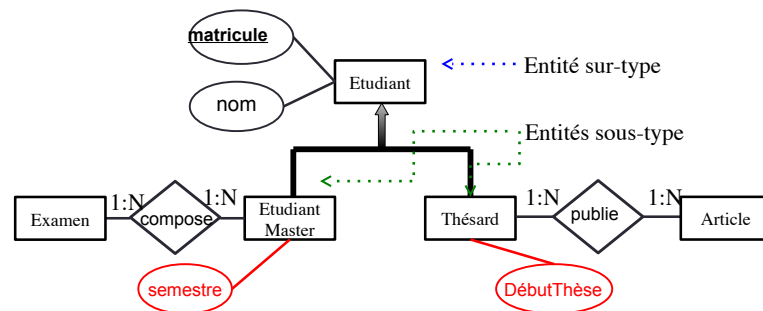 matricule
Etudiant
Entité sur-type
nom
Entités sous-type
Examen
1:N
compose
1:N
Etudiant
Master
Thésard
1:N
publie
1:N
Article
semestre
DébutThèse